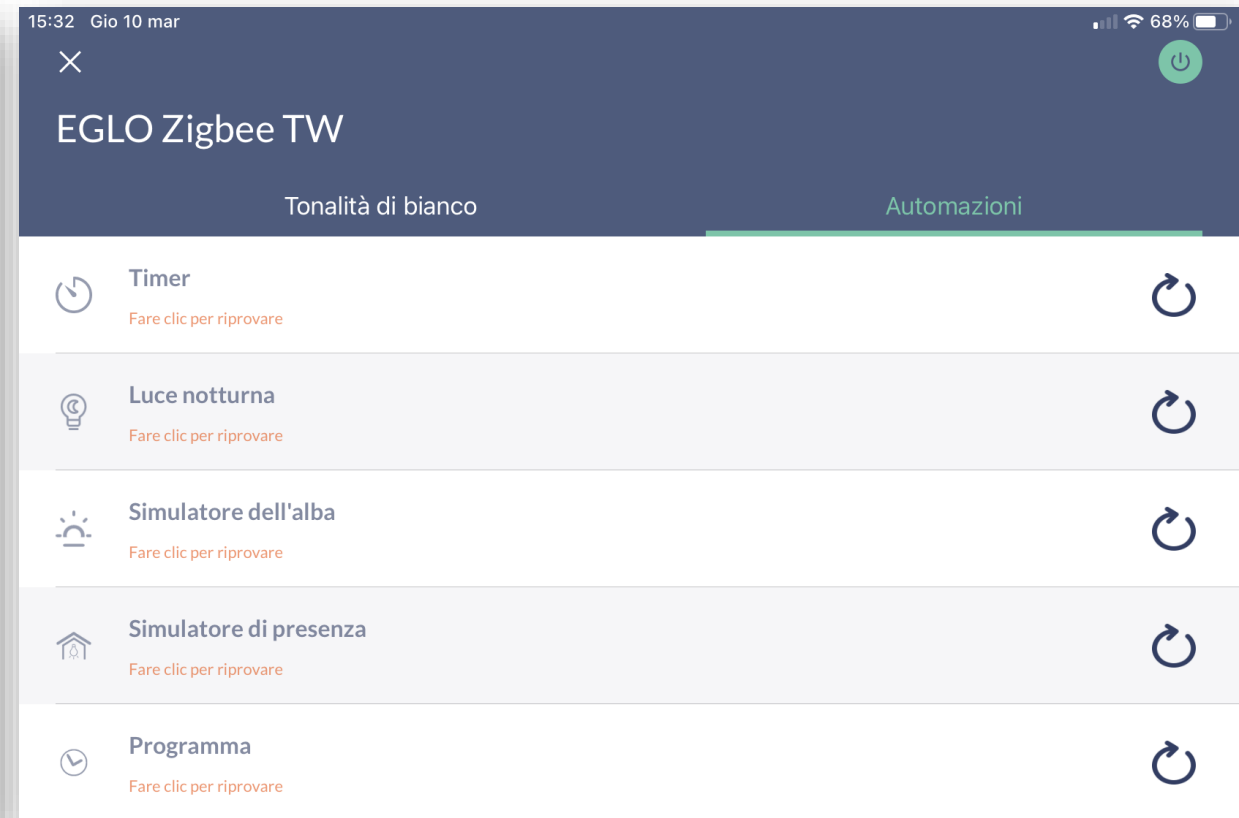 15:32 Gio 10 mar 68%
EGLO Zigbee TW
Tonalità di bianco Automazioni
Timer
Fare clic per riprovare
Luce notturna
Fare clic per riprovare
Simulatore dell'alba
Fare clic per riprovare
Simulatore di presenza
Fare clic per riprovare
Programma
Fare clic per riprovare